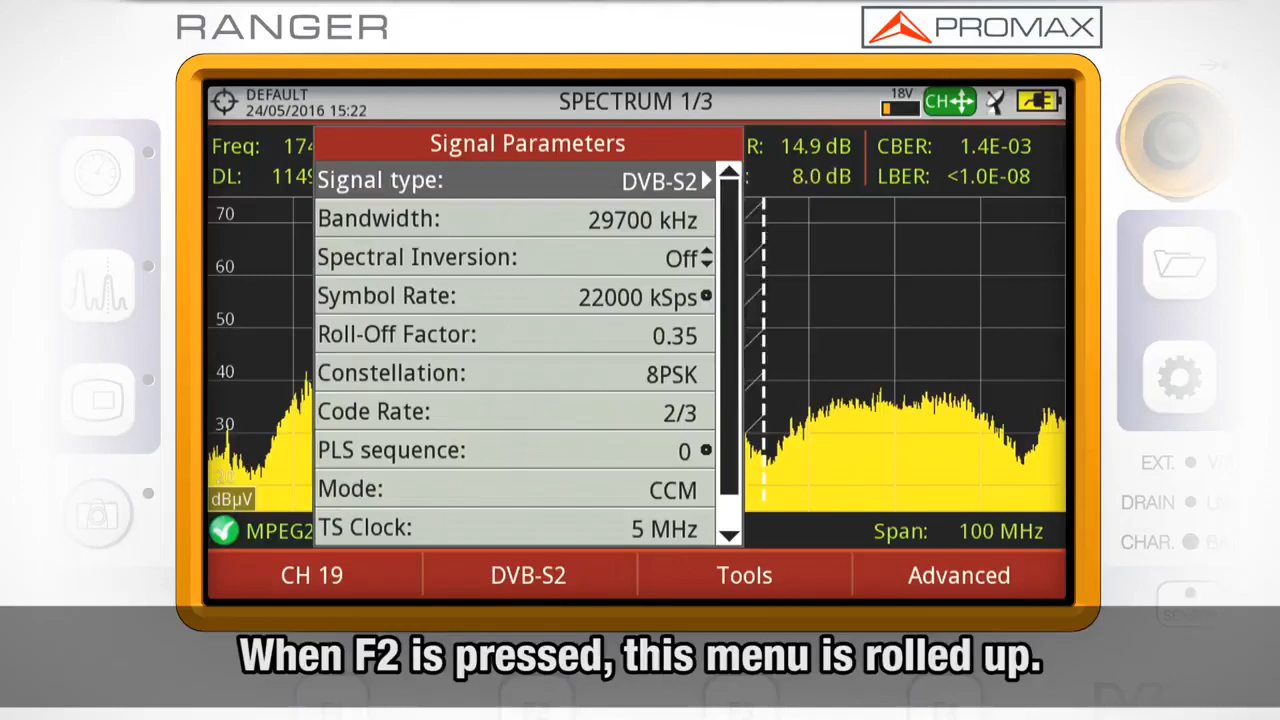 RANGER
PROMAX
DEFAULT
24/05/2016 15:22
SPECTRUM 1/3
18V
CH
Freq: 174
DL: 1149
Signal Parameters
R: 14.9 dB
: 8.0 dB
CBER: 1.4E-03
LBER: <1.0E-08
Signal type: DVB-S2
Bandwidth: 29700 kHz
Spectral Inversion: Off
Symbol Rate: 22000 kSps
Roll-Off Factor: 0.35
Constellation: 8PSK
Code Rate: 2/3
PLS sequence: 0
Mode: CCM
TS Clock: 5 MHz
70
60
50
40
30
dBµV
MPEG2
Span: 100 MHz
CH 19
DVB-S2
Tools
Advanced
EXT.
DRAIN
CHAR.
When F2 is pressed, this menu is rolled up.